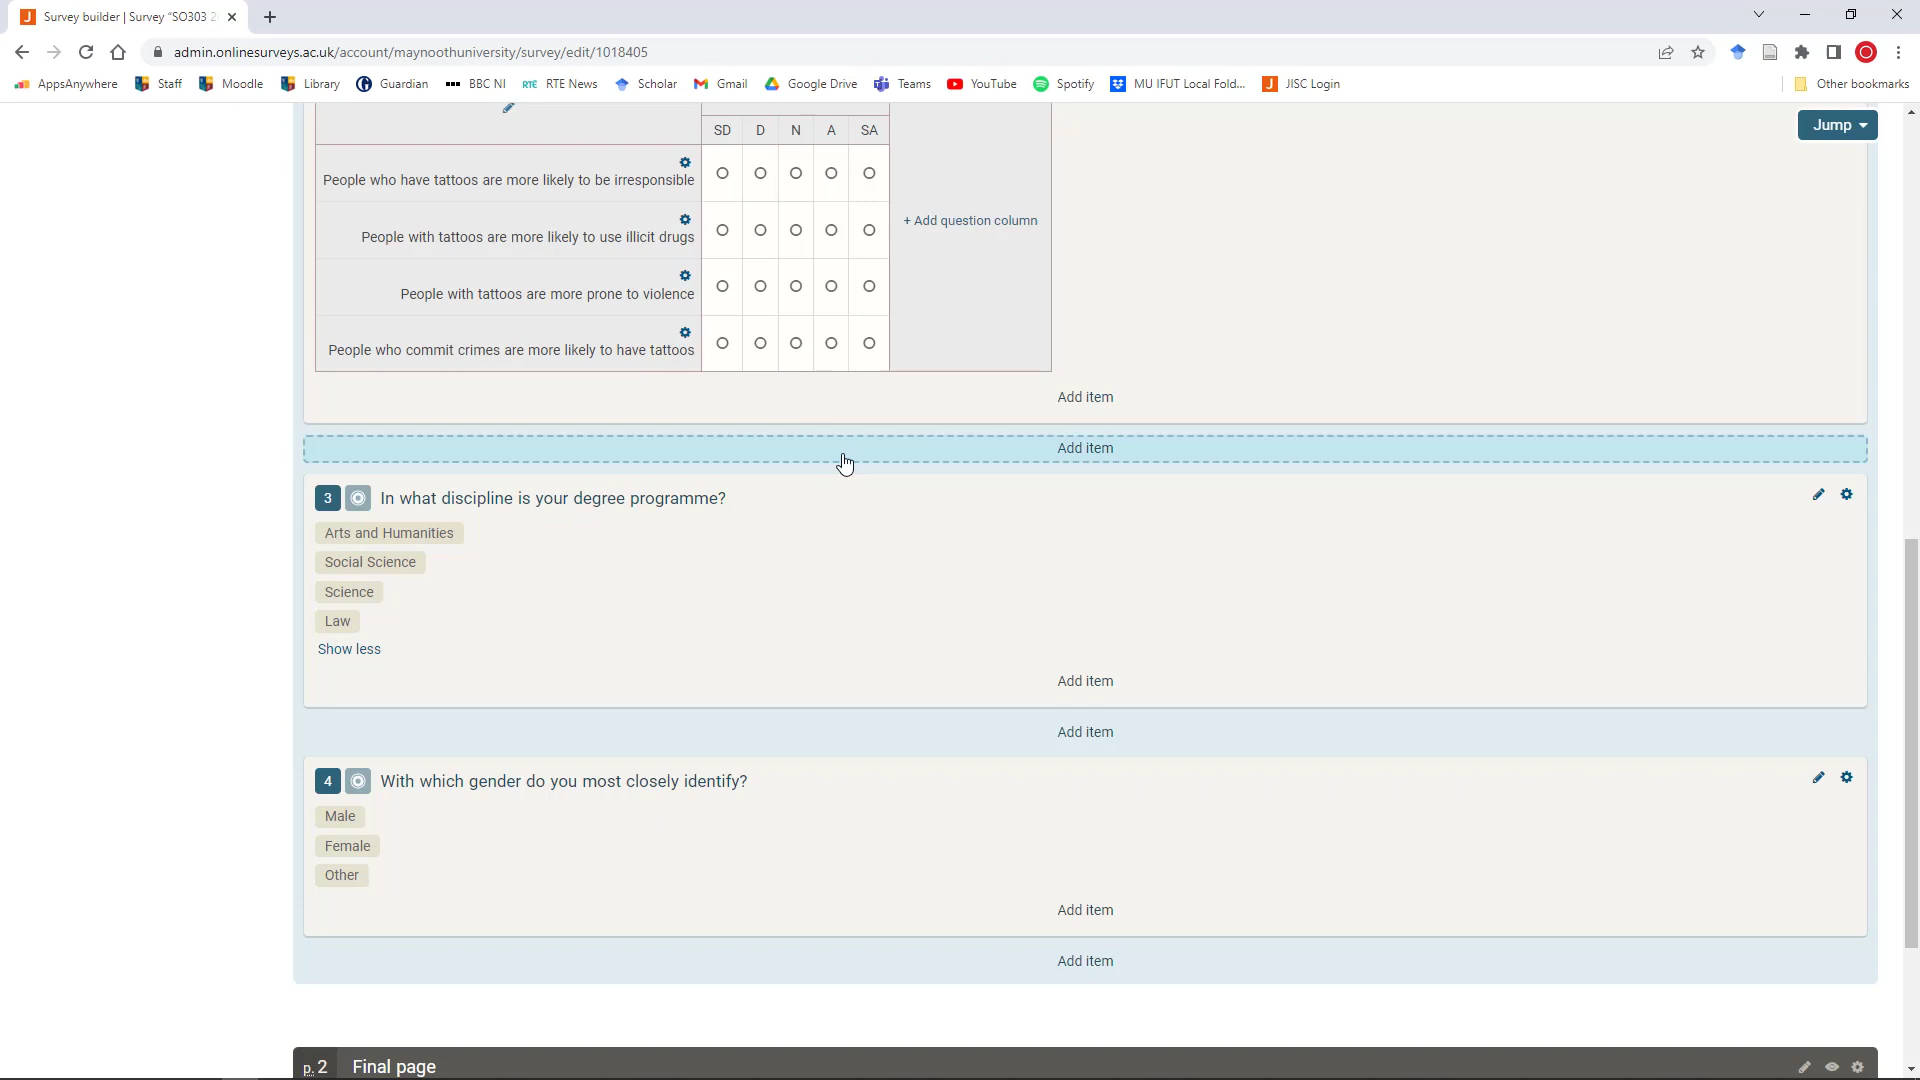 Survey builder | Survey "SO303 2
admin.onlinesurveys.ac.uk/account/maynoothuniversity/survey/edit/1018405
AppsAnywhere Staff Moodle Library Guardian BBC NI RTE News Scholar Gmail Google Drive Teams YouTube Spotify MU IFUT Local Fold... JISC Login Other bookmarks
Jump
SD D N A SA
People who have tattoos are more likely to be irresponsible
+ Add question column
People with tattoos are more likely to use illicit drugs
People with tattoos are more prone to violence
People who commit crimes are more likely to have tattoos
Add item
Add item
3 In what discipline is your degree programme?
Arts and Humanities
Social Science
Science
Law
Show less
Add item
Add item
4 With which gender do you most closely identify?
Male
Female
Other
Add item
Add item
p.2 Final page